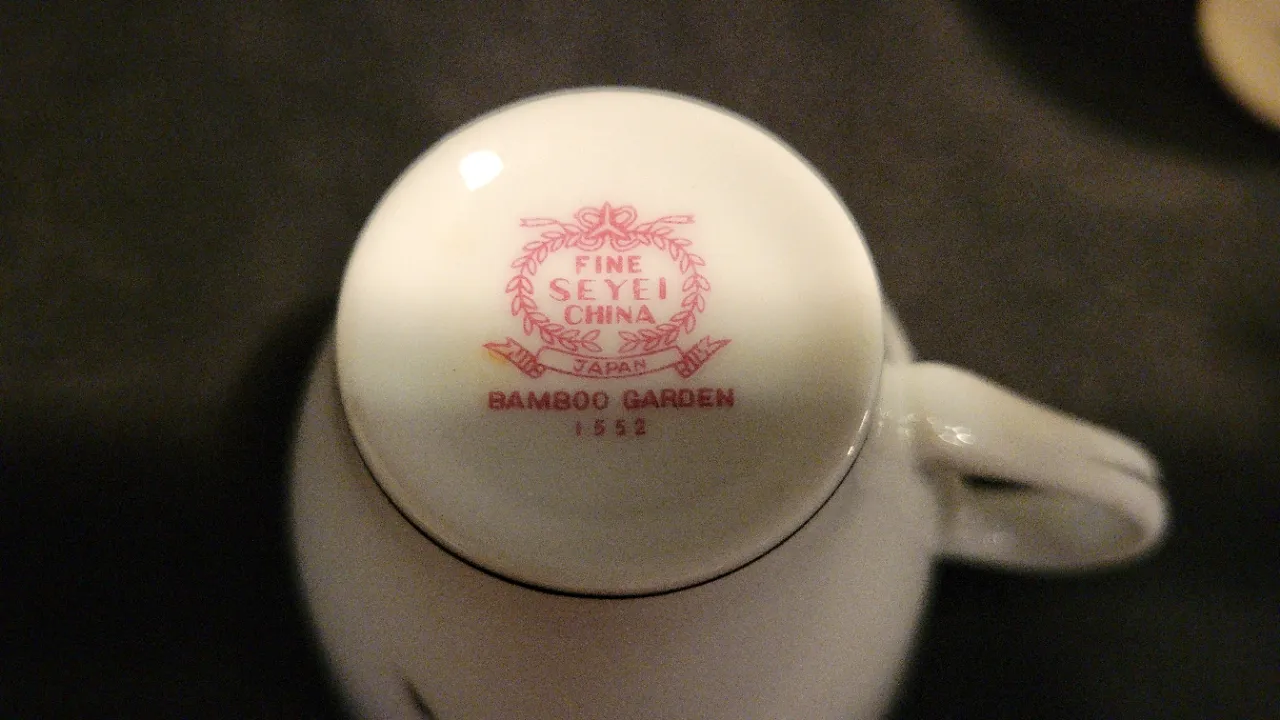 FINE
SEYEI
CHINA
JAPAN
BAMBOO GARDEN
1552